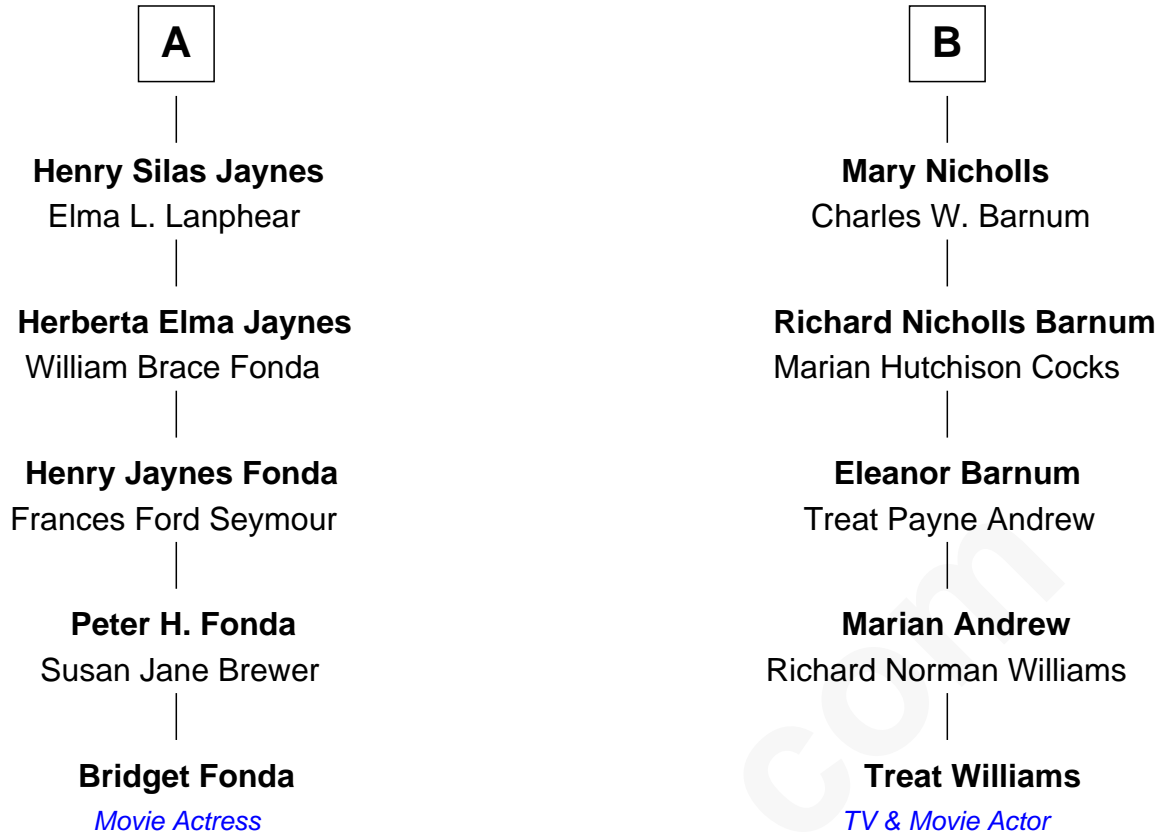 A
Henry Silas Jaynes
Elma L. Lanphear
Herberta Elma Jaynes
William Brace Fonda
Henry Jaynes Fonda
Frances Ford Seymour
Peter H. Fonda
Susan Jane Brewer
Bridget Fonda
Movie Actress
B
Mary Nicholls
Charles W. Barnum
Richard Nicholls Barnum
Marian Hutchison Cocks
Eleanor Barnum
Treat Payne Andrew
Marian Andrew
Richard Norman Williams
Treat Williams
TV & Movie Actor
com